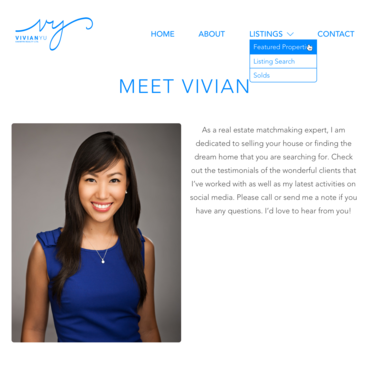 vy
VIVIAN YU
HOME ABOUT LISTINGS CONTACT
Featured Properti
Listing Search
Solds
MEET VIVIAN
As a real estate matchmaking expert, I am
dedicated to selling your house or finding the
dream home that you are searching for. Check
out the testimonials of the wonderful clients that
I've worked with as well as my latest activities on
social media. Please call or send me a note if you
have any questions. I'd love to hear from you!